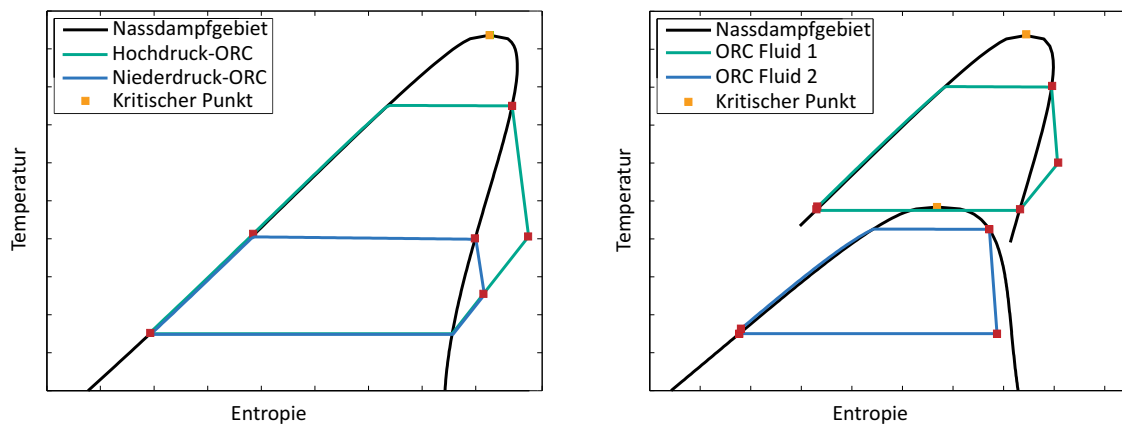 Nassdampfgebiet
Hochdruck-ORC
Niederdruck-ORC
Kritischer Punkt
Temperatur
Entropie
Nassdampfgebiet
ORC Fluid 1
ORC Fluid 2
Kritischer Punkt
Temperatur
Entropie